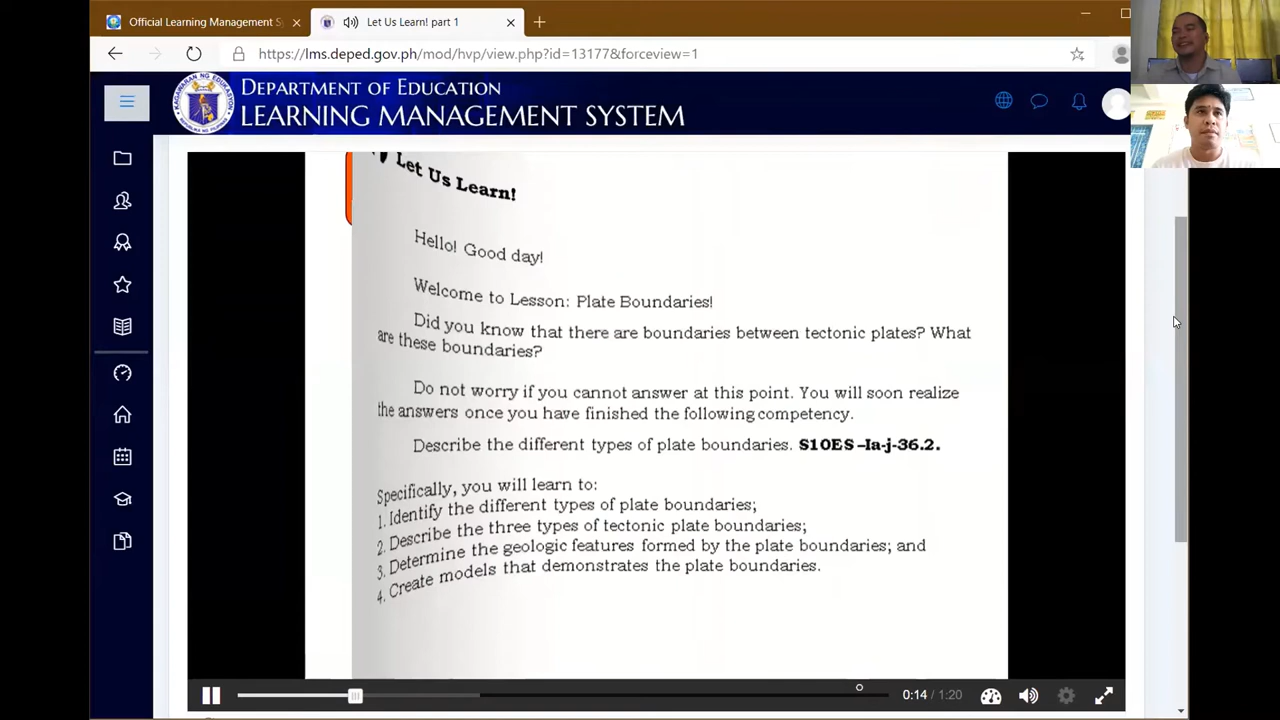 Official Learning Management S
Let Us Learn! part 1
https://lms.deped.gov.ph/mod/hvp/view.php?id=13177&forceview=1
DEPARTMENT OF EDUCATION
LEARNING MANAGEMENT SYSTEM
Let Us Learn!
Hello! Good day!
Welcome to Lesson: Plate Boundaries!
Did you know that there are boundaries between tectonic plates? What
are these boundaries?
Do not worry if you cannot answer at this point. You will soon realize
the answers once you have finished the following competency.
Describe the different types of plate boundaries. S10ES –Ia-j-36.2.
Specifically, you will learn to:
1. Identify the different types of plate boundaries;
2. Describe the three types of tectonic plate boundaries;
3. Determine the geologic features formed by the plate boundaries; and
4. Create models that demonstrates the plate boundaries.
0:14 / 1:20